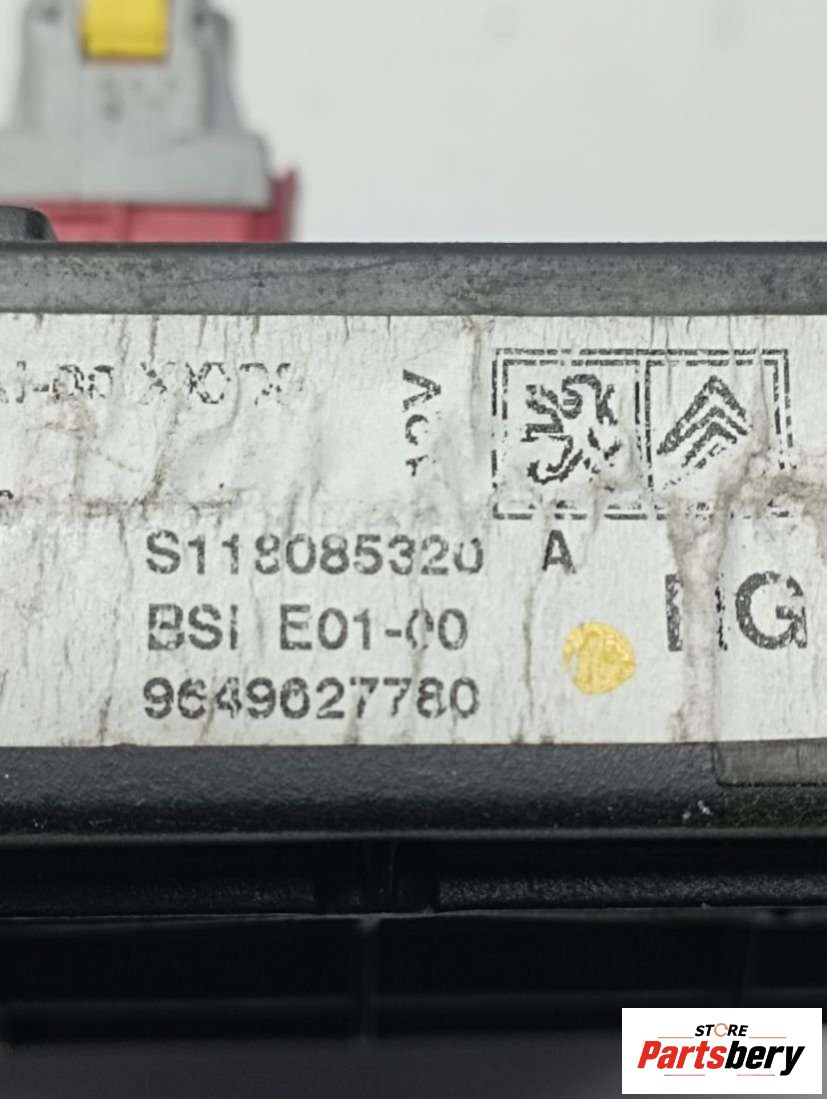 S118085320 A
BSI E01-00
9649627780
STORE
Partsbery